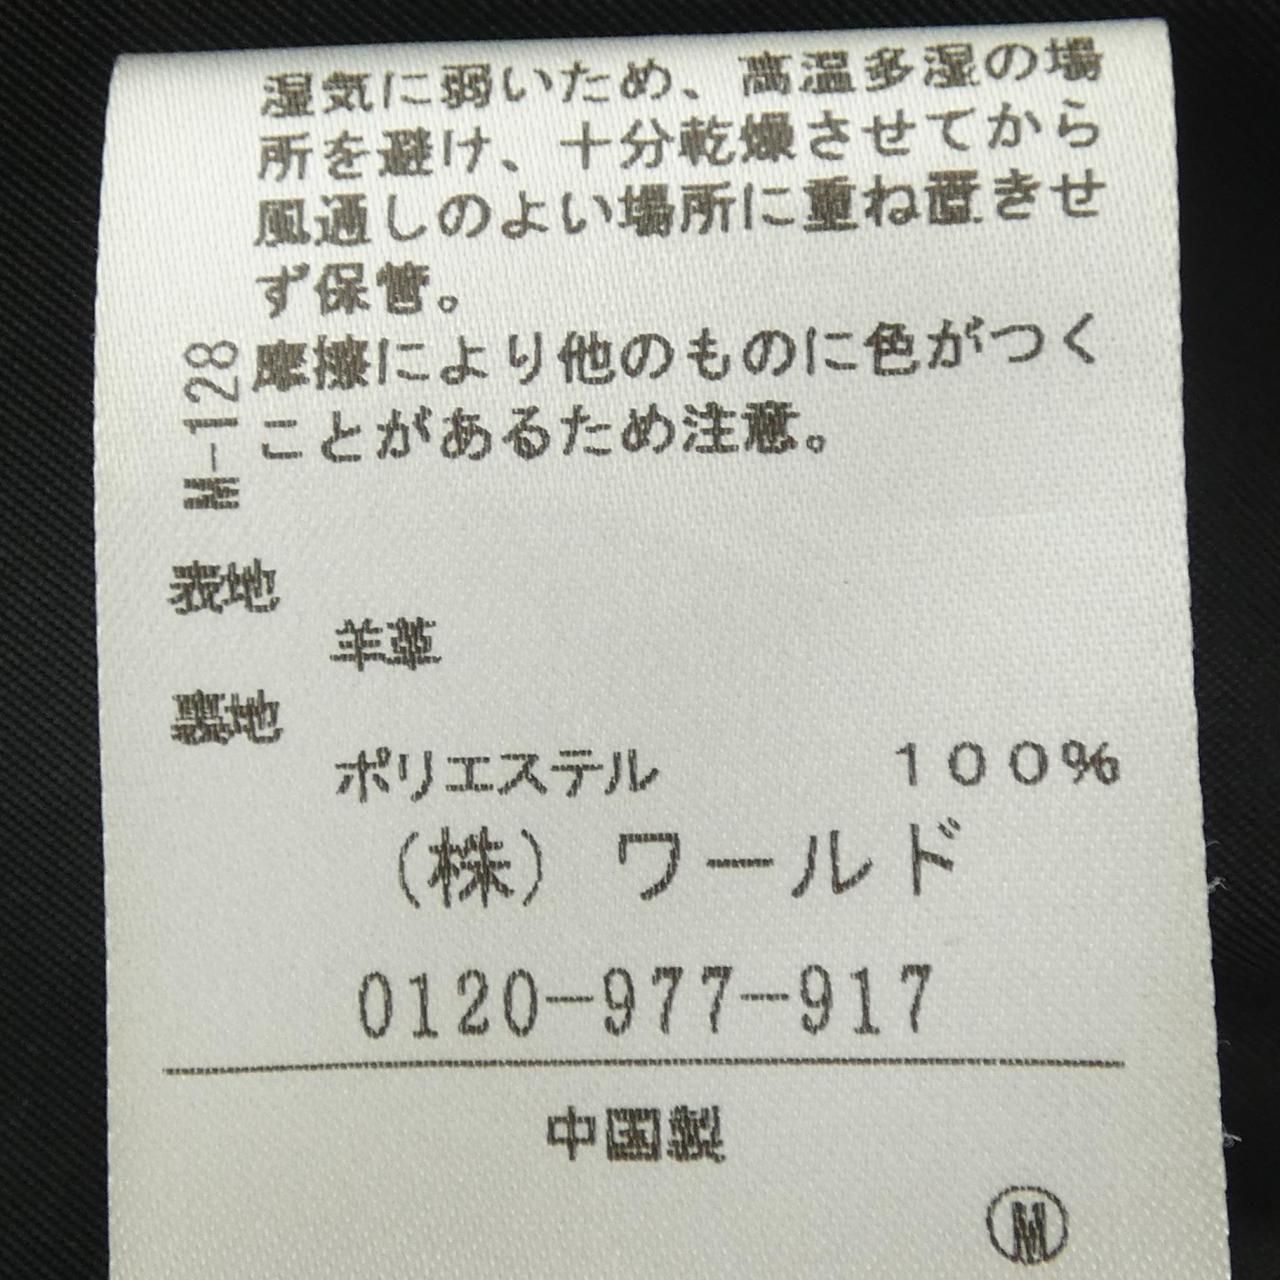 湿気に弱いため、高温多湿の場
所を避け、十分乾燥させてから
風通しのよい場所に重ね置きせ
ず保管。
摩擦により他のものに色がつく
ことがあるため注意。
M-128
表地
羊革
裏地
ポリエステル 100%
(株) ワールド
0120-977-917
中国製
Ⓜ